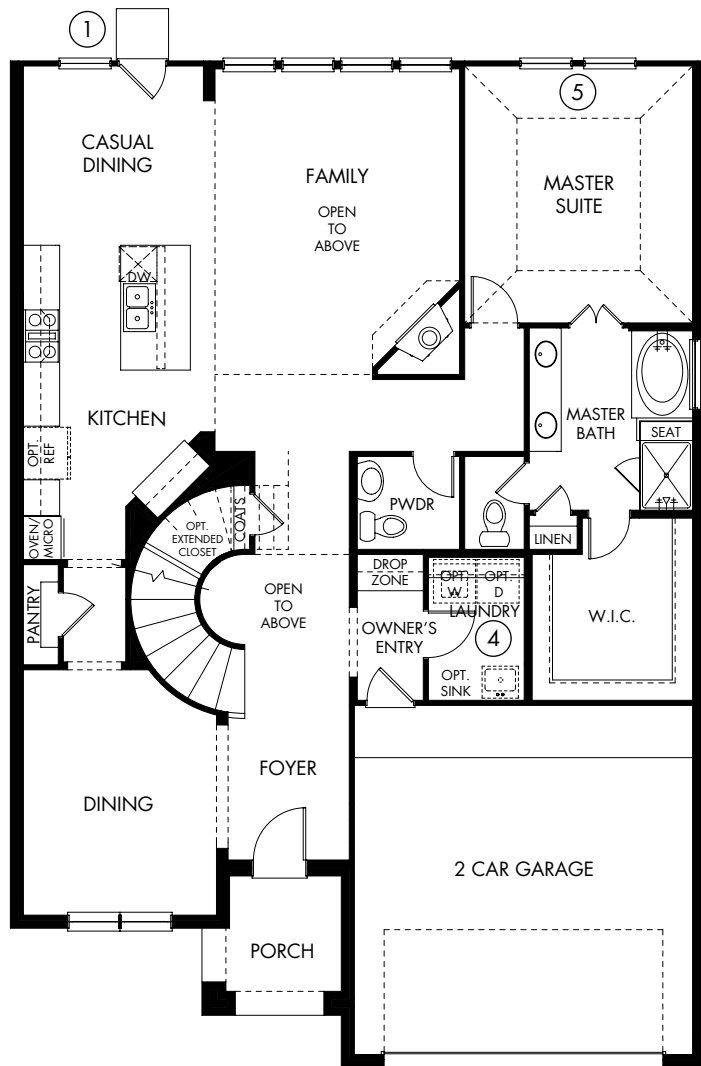 1
5
CASUAL
DINING
FAMILY
OPEN
TO
ABOVE
MASTER
SUITE
DW
KITCHEN
OPT.
REF
MASTER
BATH
SEAT
OVEN/
MICRO
OPT.
EXTENDED
CLOSET
COATS
PWDR
LINEN
PANTRY
OPEN
TO
ABOVE
DROP
ZONE
OPT.
W
OPT.
D
LAUNDRY
4
OWNER'S
ENTRY
OPT.
SINK
W.I.C.
DINING
FOYER
2 CAR GARAGE
PORCH